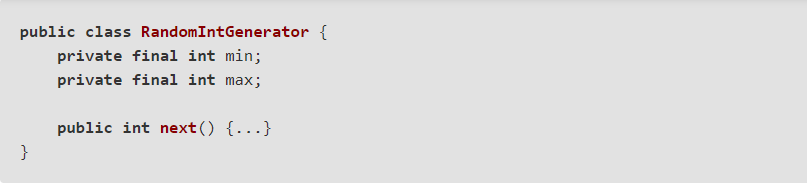 public class RandomIntGenerator {
    private final int min;
    private final int max;

    public int next() {...}
}